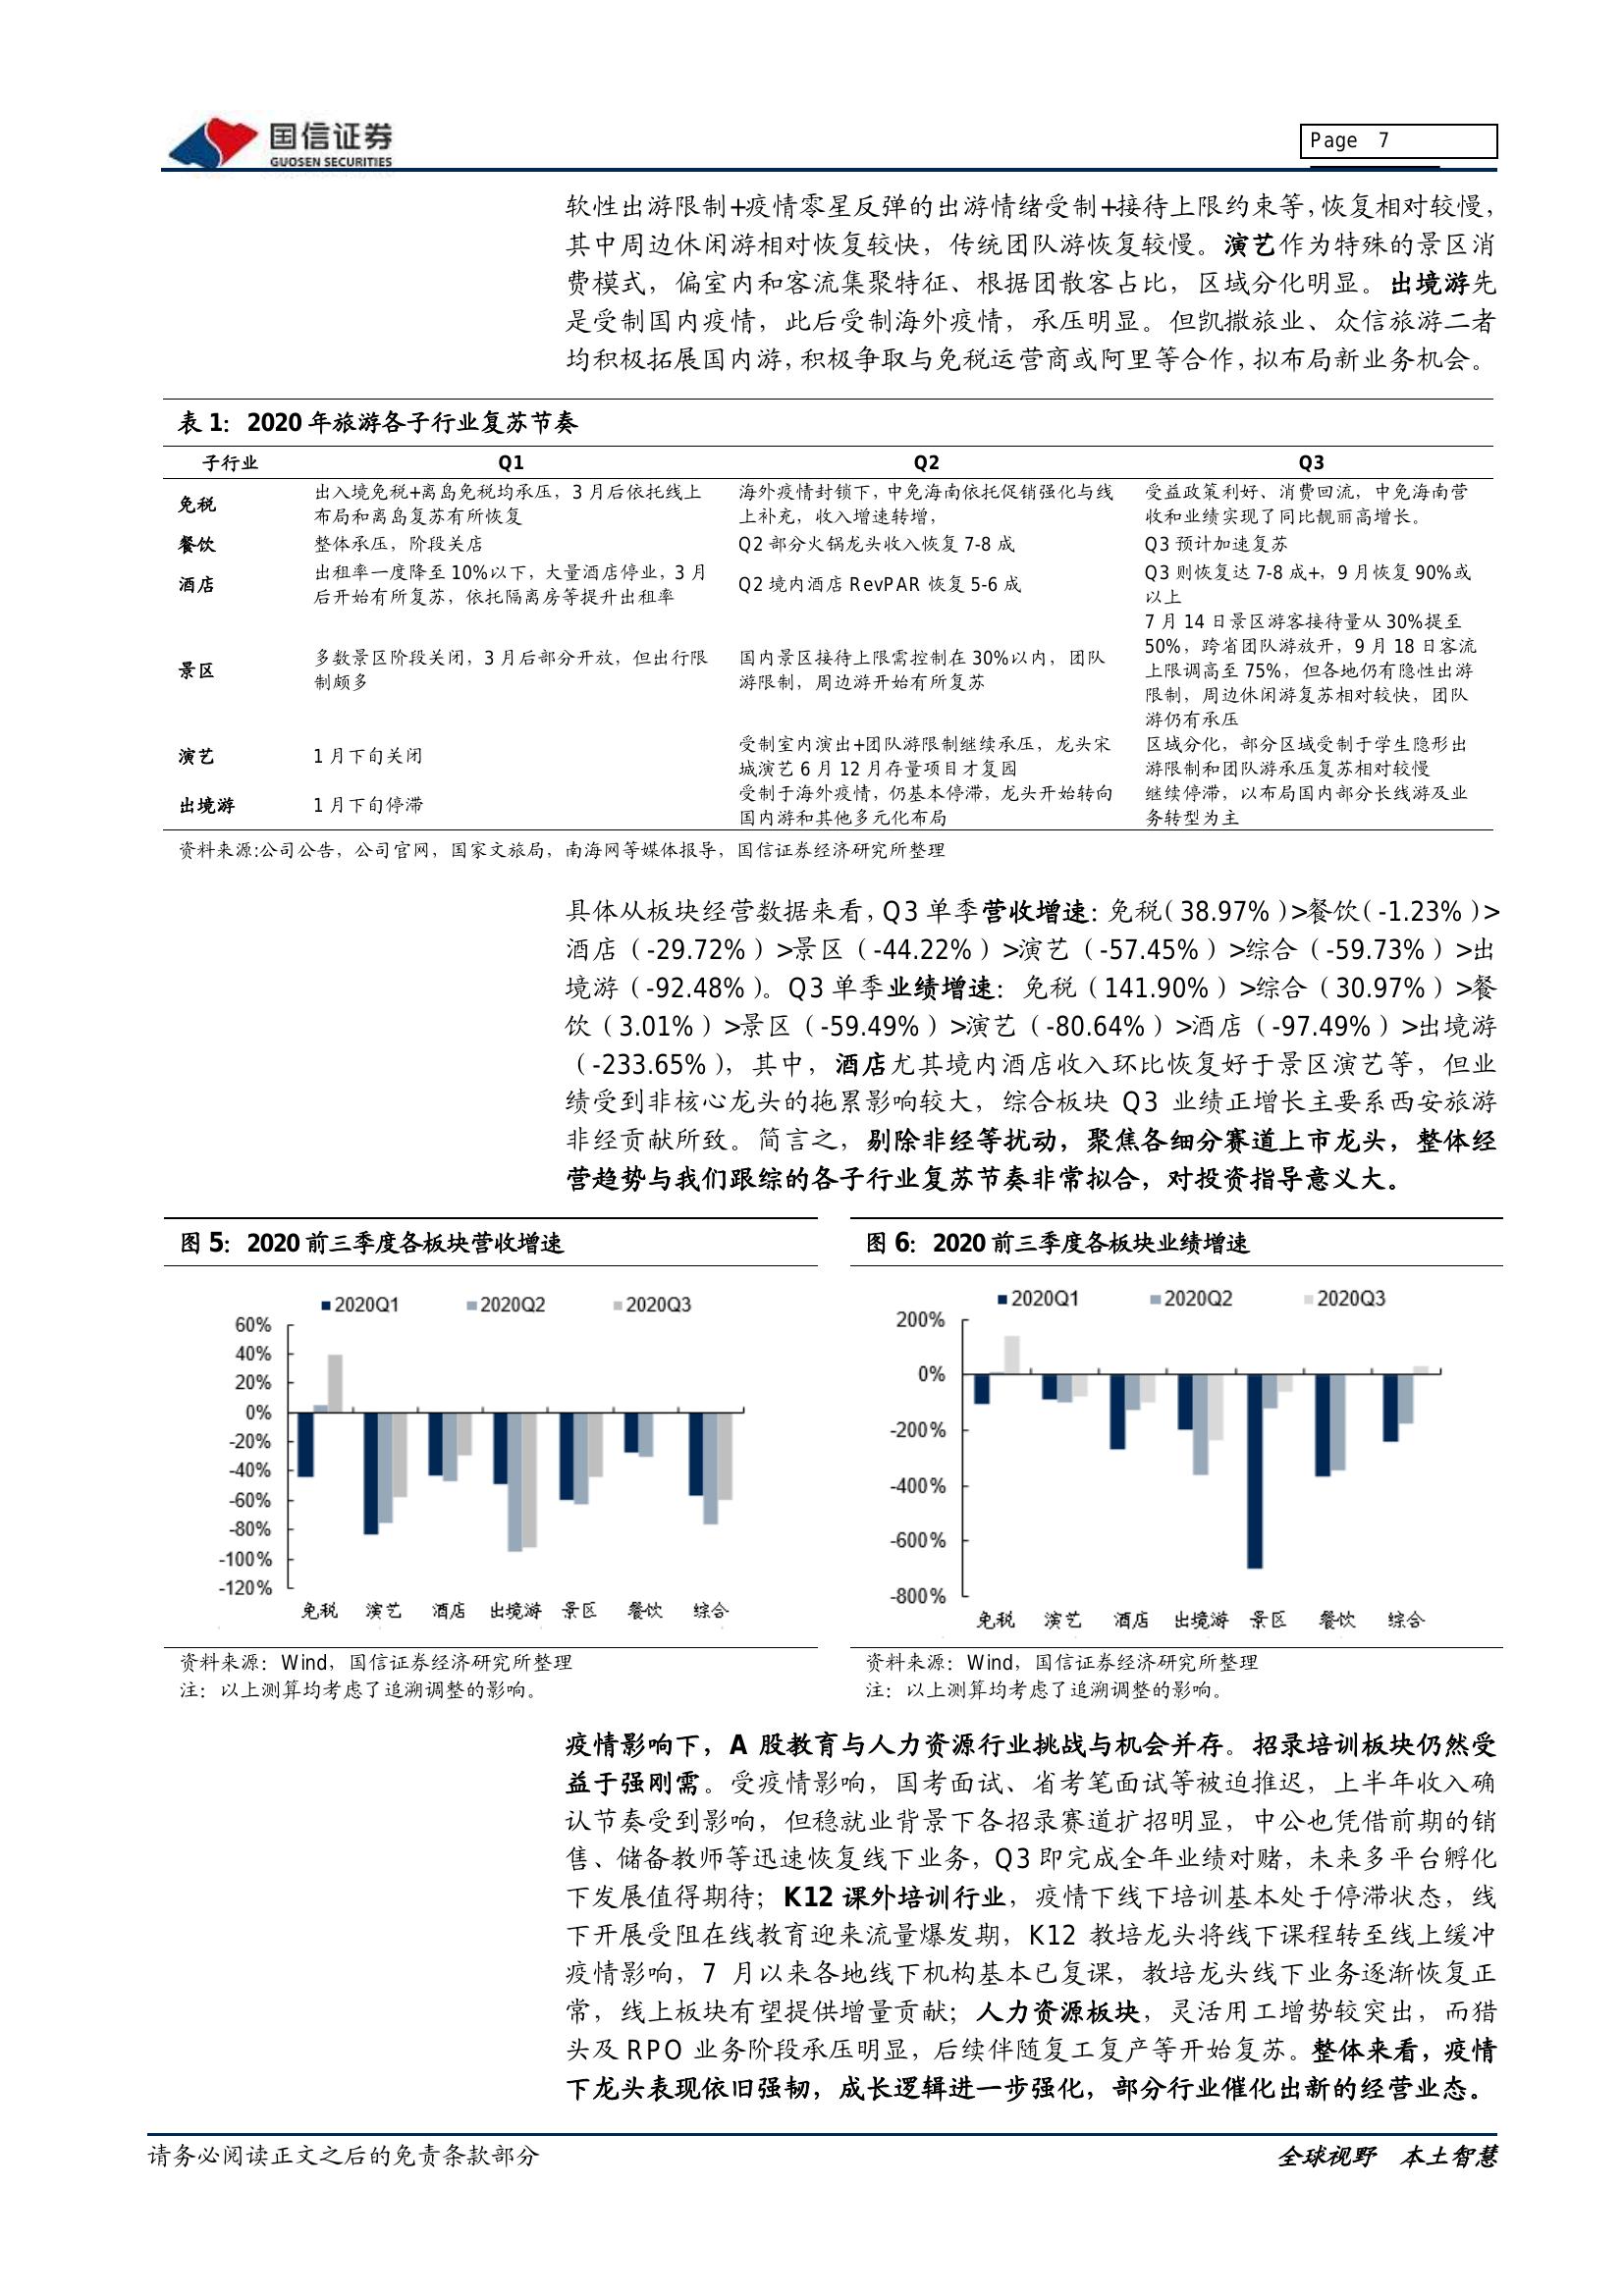 国信证券
GUOSEN SECURITIES
Page 7
软性出游限制+疫情零星反弹的出游情绪受制+接待上限约束等，恢复相对较慢，
其中周边休闲游相对恢复较快，传统团队游恢复较慢。演艺作为特殊的景区消
费模式，偏室内和客流集聚特征、根据团散客占比，区域分化明显。出境游先
是受制国内疫情，此后受制海外疫情，承压明显。但凯撒旅业、众信旅游二者
均积极拓展国内游，积极争取与免税运营商或阿里等合作，拟布局新业务机会。
表 1：2020 年旅游各子行业复苏节奏
子行业 Q1 Q2 Q3
免税
出入境免税+离岛免税均承压，3 月后依托线上
布局和离岛复苏有所恢复
海外疫情封锁下，中免海南依托促销强化与线
上补充，收入增速转增，
受益政策利好、消费回流，中免海南营
收和业绩实现了同比靓丽高增长。
餐饮 整体承压，阶段关店 Q2 部分火锅龙头收入恢复 7-8 成 Q3 预计加速复苏
酒店
出租率一度降至 10%以下，大量酒店停业，3 月
后开始有所复苏，依托隔离房等提升出租率
Q2 境内酒店 RevPAR 恢复 5-6 成
Q3 则恢复达 7-8 成+，9 月恢复 90%或
以上
景区
多数景区阶段关闭，3 月后部分开放，但出行限
制颇多
国内景区接待上限需控制在 30%以内，团队
游限制，周边游开始有所复苏
7 月 14 日景区游客接待量从 30%提至
50%，跨省团队游放开，9 月 18 日客流
上限调高至 75%，但各地仍有隐性出游
限制，周边休闲游复苏相对较快，团队
游仍有承压
演艺
1 月下旬关闭
受制室内演出+团队游限制继续承压，龙头宋
城演艺 6 月 12 月存量项目才复园
区域分化，部分区域受制于学生隐形出
游限制和团队游承压复苏相对较慢
出境游
1 月下旬停滞
受制于海外疫情，仍基本停滞，龙头开始转向
国内游和其他多元化布局
继续停滞，以布局国内部分长线游及业
务转型为主
资料来源:公司公告，公司官网，国家文旅局，南海网等媒体报导，国信证券经济研究所整理
具体从板块经营数据来看，Q3 单季营收增速：免税（38.97%）>餐饮（-1.23%）>
酒店（-29.72%）>景区（-44.22%）>演艺（-57.45%）>综合（-59.73%）>出
境游（-92.48%）。Q3 单季业绩增速：免税（141.90%）>综合（30.97%）>餐
饮（3.01%）>景区（-59.49%）>演艺（-80.64%）>酒店（-97.49%）>出境游
（-233.65%），其中，酒店尤其境内酒店收入环比恢复好于景区演艺等，但业
绩受到非核心龙头的拖累影响较大，综合板块 Q3 业绩正增长主要系西安旅游
非经贡献所致。简言之，剔除非经等扰动，聚焦各细分赛道上市龙头，整体经
营趋势与我们跟综的各子行业复苏节奏非常拟合，对投资指导意义大。
图 5：2020 前三季度各板块营收增速
2020Q1 2020Q2 2020Q3
60%
40%
20%
0%
-20%
-40%
-60%
-80%
-100%
-120%
免税 演艺 酒店 出境游 景区 餐饮 综合
资料来源：Wind，国信证券经济研究所整理
注：以上测算均考虑了追溯调整的影响。
图 6：2020 前三季度各板块业绩增速
2020Q1 2020Q2 2020Q3
200%
0%
-200%
-400%
-600%
-800%
免税 演艺 酒店 出境游 景区 餐饮 综合
资料来源：Wind，国信证券经济研究所整理
注：以上测算均考虑了追溯调整的影响。
疫情影响下，A 股教育与人力资源行业挑战与机会并存。招录培训板块仍然受
益于强刚需。受疫情影响，国考面试、省考笔面试等被迫推迟，上半年收入确
认节奏受到影响，但稳就业背景下各招录赛道扩招明显，中公也凭借前期的销
售、储备教师等迅速恢复线下业务，Q3 即完成全年业绩对赌，未来多平台孵化
下发展值得期待；K12 课外培训行业，疫情下线下培训基本处于停滞状态，线
下开展受阻在线教育迎来流量爆发期，K12 教培龙头将线下课程转至线上缓冲
疫情影响，7 月以来各地线下机构基本已复课，教培龙头线下业务逐渐恢复正
常，线上板块有望提供增量贡献；人力资源板块，灵活用工增势较突出，而猎
头及 RPO 业务阶段承压明显，后续伴随复工复产等开始复苏。整体来看，疫情
下龙头表现依旧强韧，成长逻辑进一步强化，部分行业催化出新的经营业态。
请务必阅读正文之后的免责条款部分
全球视野 本土智慧